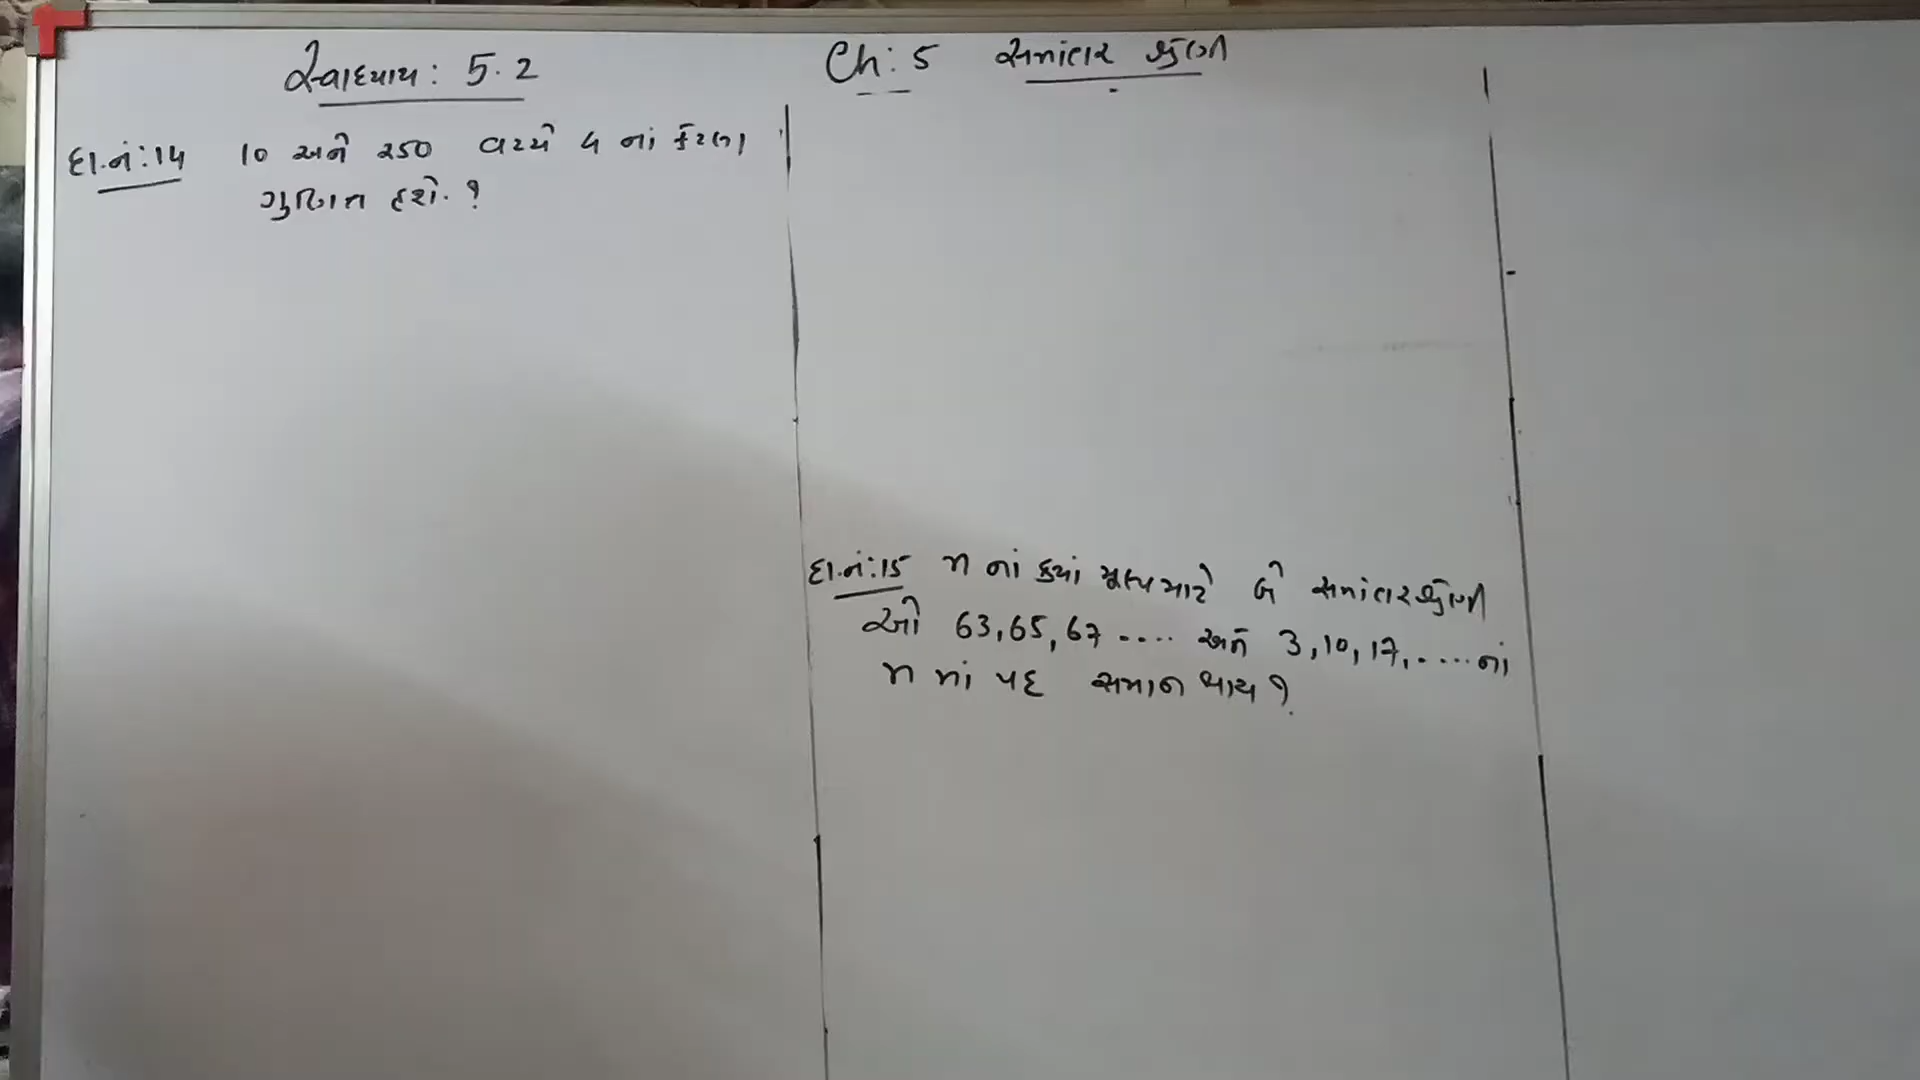 સ્વાધ્યાય: 5.2
Ch: 5 સમાંતર શ્રેણી
દા.નં:14 10 અને 250 વચ્ચે 4 નાં કેટલા
ગુણિત હશે.?
દા.નં:15 n નાં કયાં મૂલ્ય માટે બે સમાંતર શ્રેણી
ઓ 63,65,67 .... અને 3,10,17,.....નાં
n માં પદ સમાન થાય?